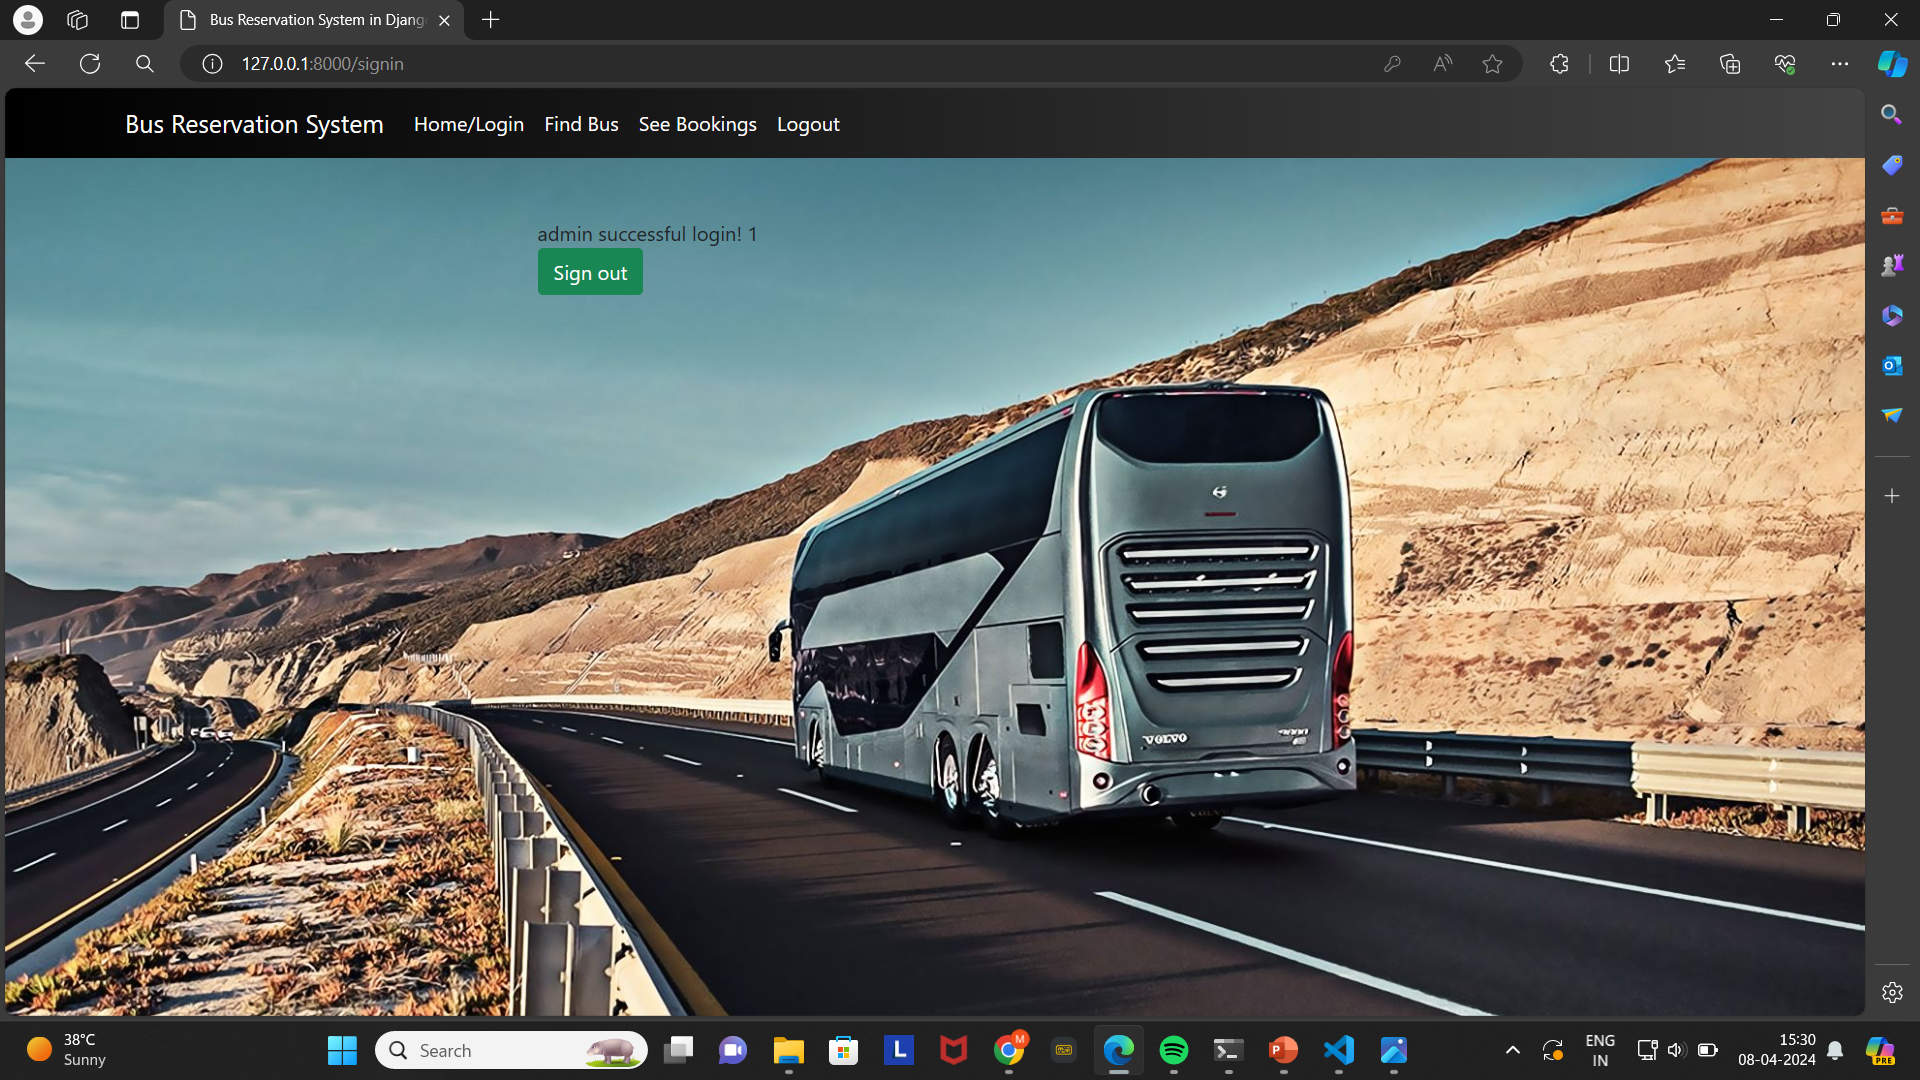 Bus Reservation System in Djang
127.0.0.1:8000/signin
Bus Reservation System Home/Login Find Bus See Bookings Logout
admin successful login! 1
Sign out
VOLVO
38°C
Sunny
Search
L
M
P
ENG
IN
15:30
08-04-2024
PRE